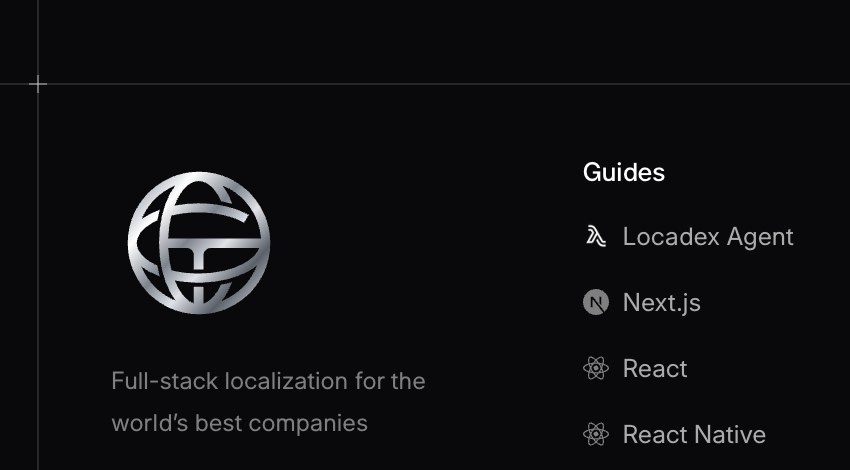 Guides
Locadex Agent
Next.js
React
React Native
Full-stack localization for the
world’s best companies